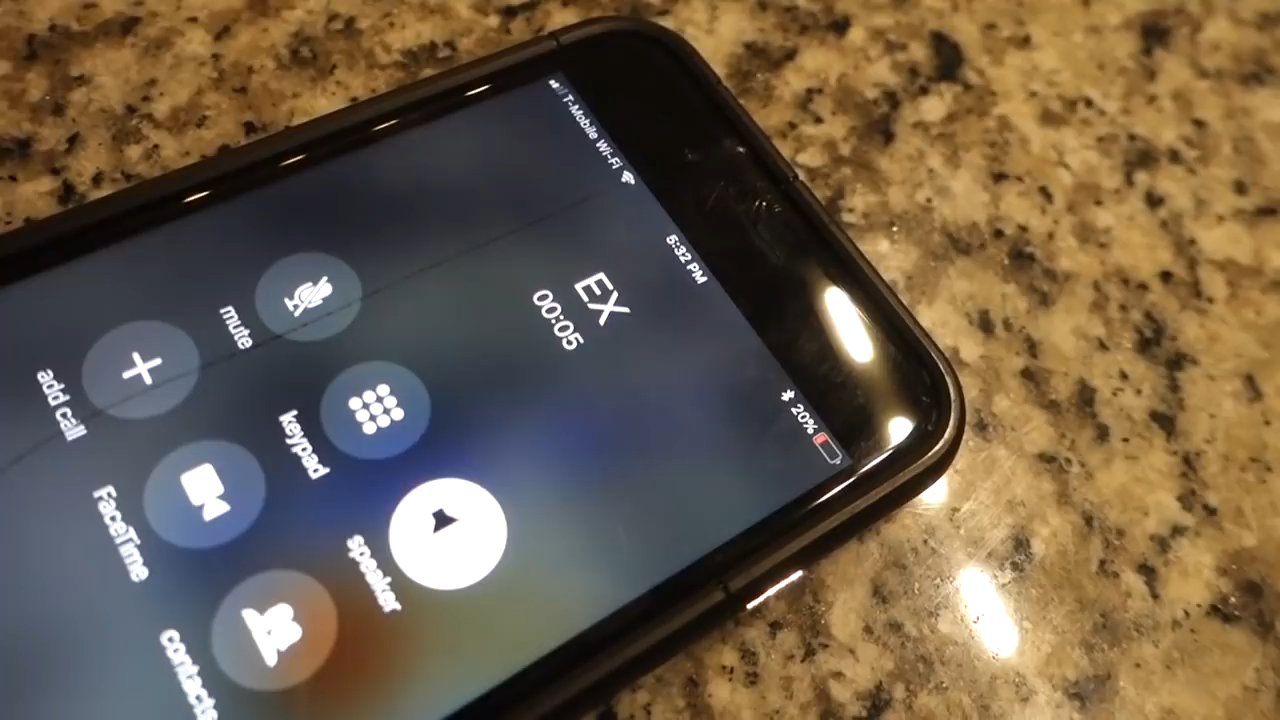 T-Mobile Wi-Fi 5:32 PM 20%
EX
00:05
mute keypad speaker
add call FaceTime contacts